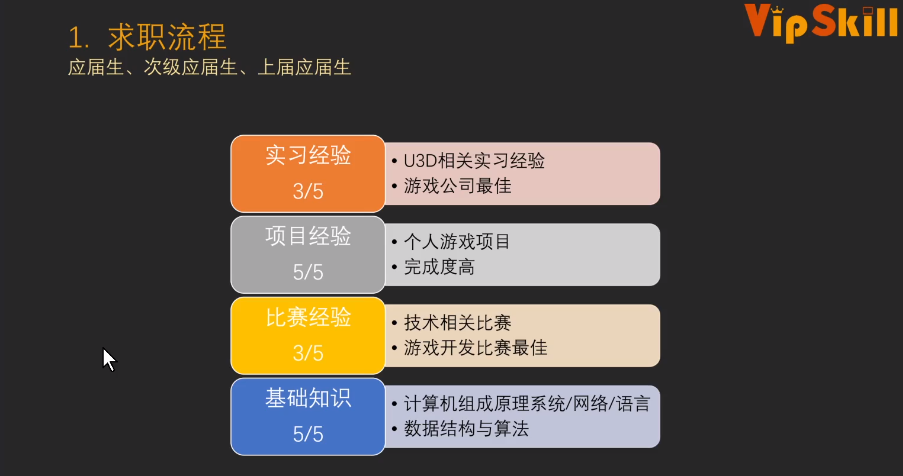 VipSkill
1. 求职流程
应届生、次级应届生、上届应届生
实习经验
3/5
• U3D相关实习经验
• 游戏公司最佳
项目经验
5/5
• 个人游戏项目
• 完成度高
比赛经验
3/5
• 技术相关比赛
• 游戏开发比赛最佳
基础知识
5/5
• 计算机组成原理系统/网络/语言
• 数据结构与算法